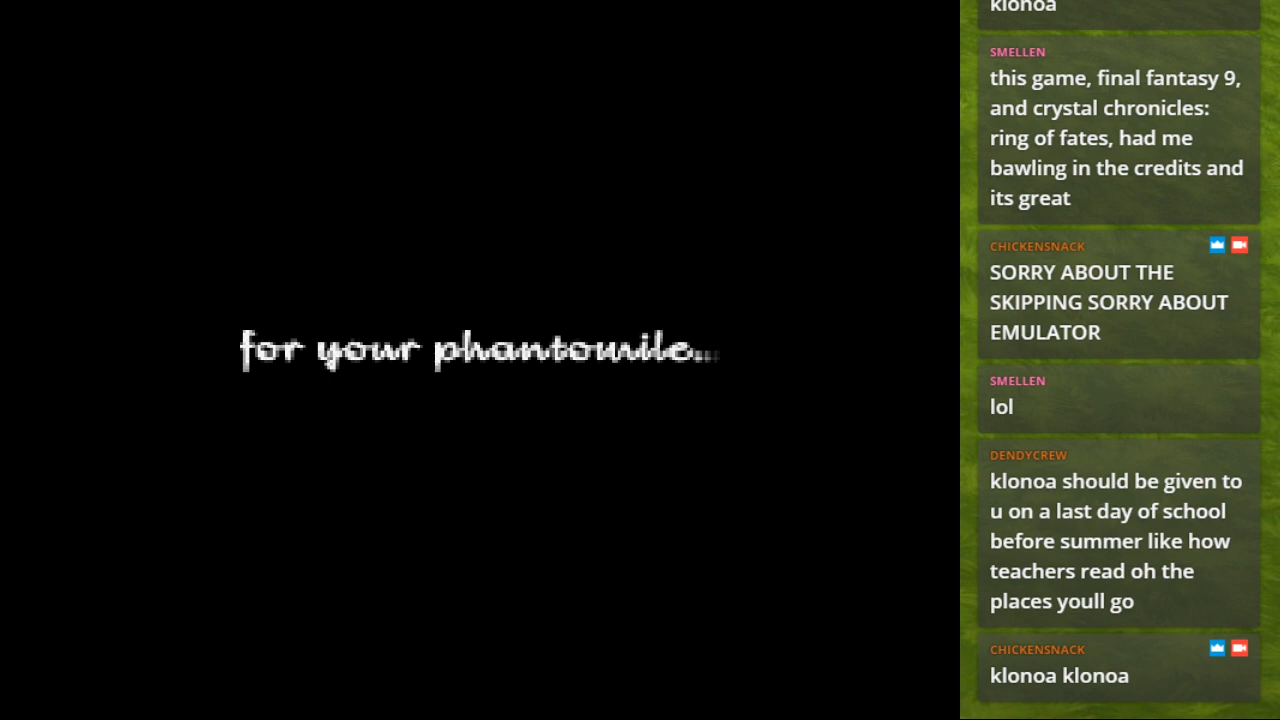 for your phantomile...
klonoa
SMELLEN
this game, final fantasy 9,
and crystal chronicles:
ring of fates, had me
bawling in the credits and
its great
CHICKENSNACK
SORRY ABOUT THE
SKIPPING SORRY ABOUT
EMULATOR
SMELLEN
lol
DENDYCREW
klonoa should be given to
u on a last day of school
before summer like how
teachers read oh the
places youll go
CHICKENSNACK
klonoa klonoa